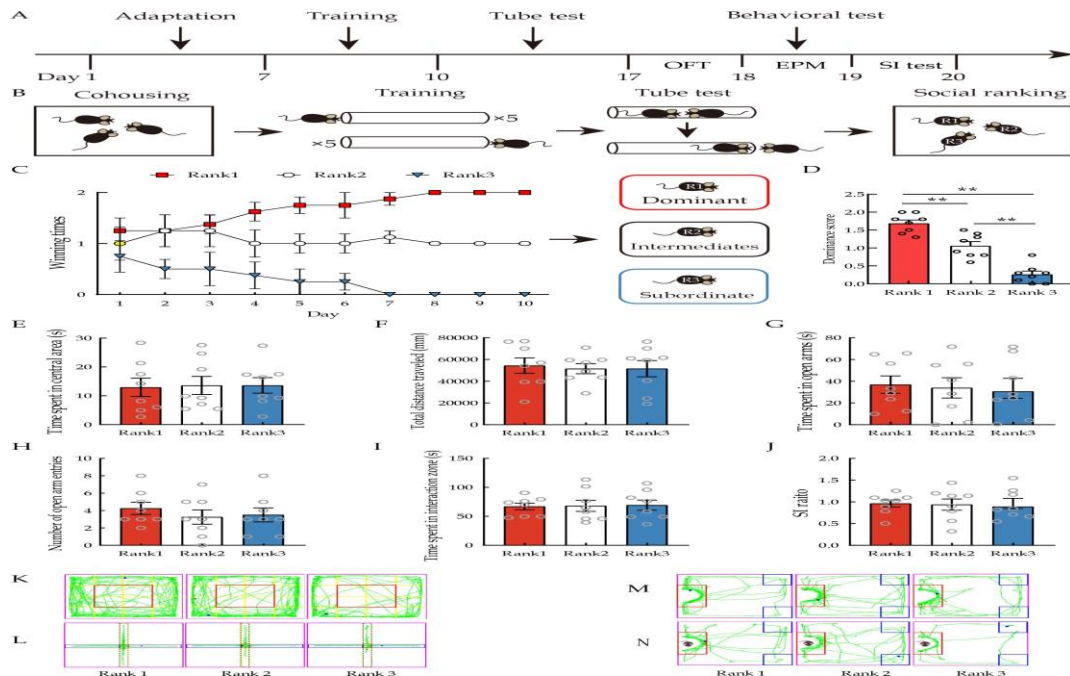 A
Adaptation Training Tube test Behavioral test
Day 1 7 10 17 OFT 18 EPM 19 SI test 20
B
Cohousing Training Tube test Social ranking
×5
×5
R1
R2
R3
C
Rank1 Rank2 Rank3
Winning times
2
1
0
1 2 3 4 5 6 7 8 9 10
Day
R1
Dominant
R2
Intermediates
R3
Subordinate
D
Dominance score
**
** **
2.5
2.0
1.5
1.0
0.5
0.0
Rank 1 Rank 2 Rank 3
E
Time spent in central area (s)
30
20
10
0
Rank1 Rank2 Rank3
F
Total distance traveled (mm)
80000
60000
40000
20000
0
Rank1 Rank2 Rank3
G
Time spent in open arms (s)
80
60
40
20
0
Rank1 Rank2 Rank3
H
Number of open arm entries
10
8
6
4
2
0
Rank1 Rank2 Rank3
I
Time spent in interaction zone (s)
150
100
50
0
Rank1 Rank2 Rank3
J
SI raito
2.0
1.5
1.0
0.5
0.0
Rank1 Rank2 Rank3
K
L
Rank 1 Rank 2 Rank 3
M
N
Rank 1 Rank 2 Rank 3